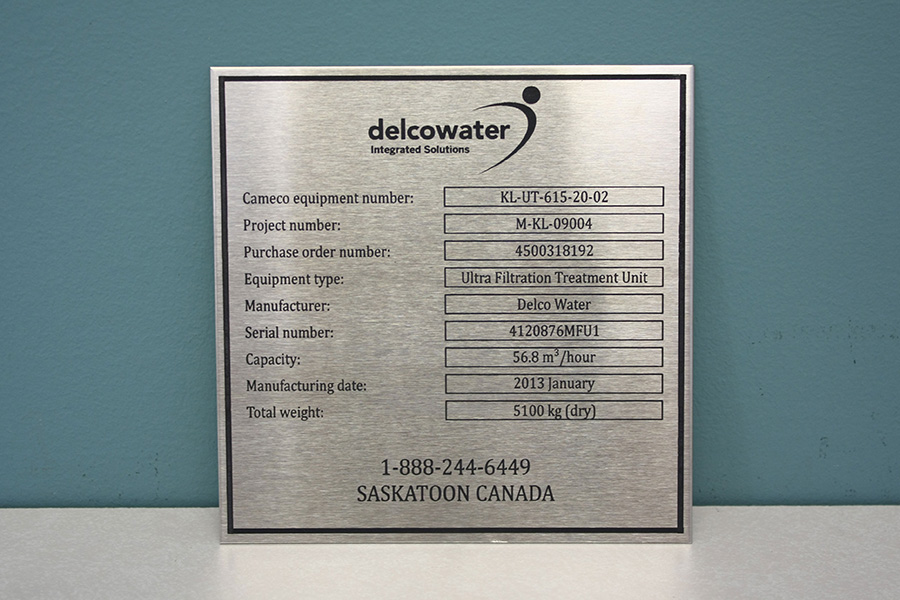 delcowater
Integrated Solutions
Cameco equipment number: KL-UT-615-20-02
Project number: M-KL-09004
Purchase order number: 4500318192
Equipment type: Ultra Filtration Treatment Unit
Manufacturer: Delco Water
Serial number: 4120876MFU1
Capacity: 56.8 m³/hour
Manufacturing date: 2013 January
Total weight: 5100 kg (dry)
1-888-244-6449
SASKATOON CANADA